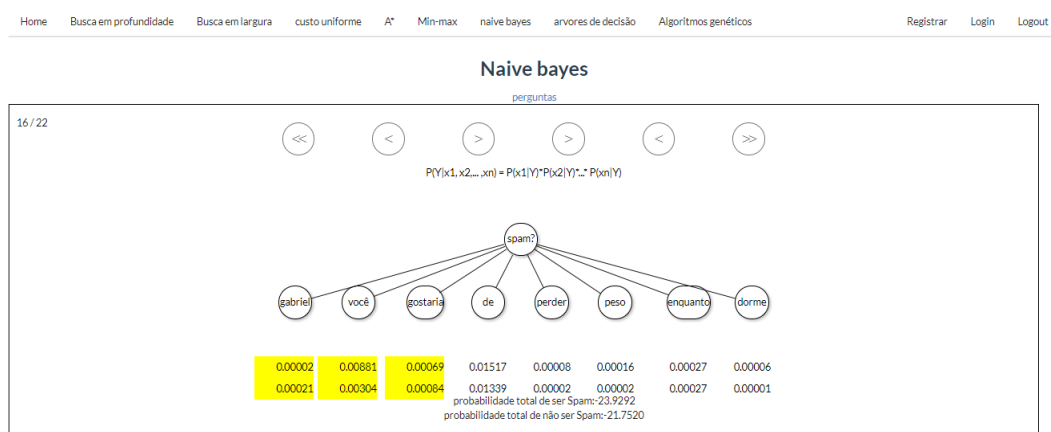 Home Busca em profundidade Busca em largura custo uniforme A* Min-max naive bayes arvores de decisão Algoritmos genéticos Registrar Login Logout
Naive bayes
perguntas
16 / 22
<< < > > < >>
P(Y|x1, x2,... ,xn) = P(x1|Y)*P(x2|Y)*...* P(xn|Y)
spam?
gabriel você gostaria de perder peso enquanto dorme
0.00002 0.00881 0.00069 0.01517 0.00008 0.00016 0.00027 0.00006
0.00021 0.00304 0.00084 0.01339 0.00002 0.00002 0.00027 0.00001
probabilidade total de ser Spam:-23.9292
probabilidade total de não ser Spam:-21.7520